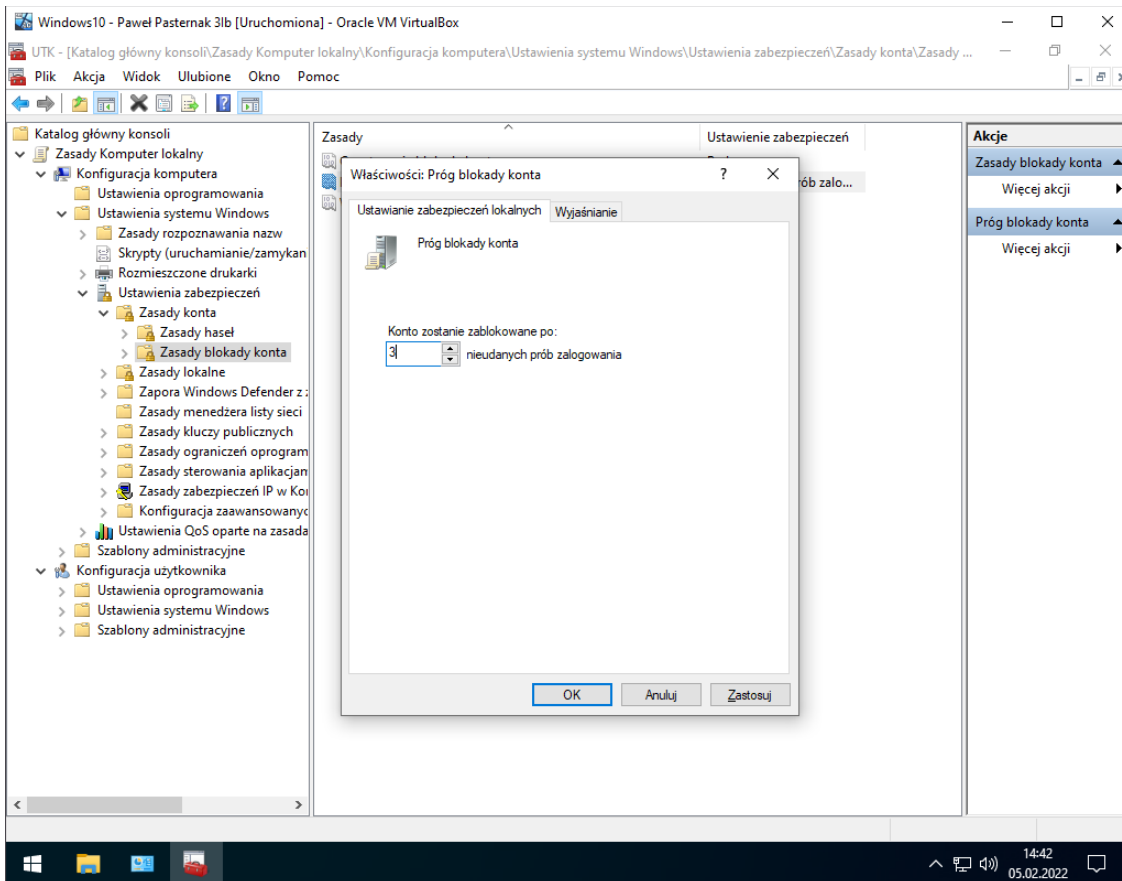 Windows10 - Paweł Pasternak 3lb [Uruchomiona] - Oracle VM VirtualBox
UTK - [Katalog główny konsoli\Zasady Komputer lokalny\Konfiguracja komputera\Ustawienia systemu Windows\Ustawienia zabezpieczeń\Zasady konta\Zasady ...
Plik Akcja Widok Ulubione Okno Pomoc
Katalog główny konsoli
Zasady Komputer lokalny
Konfiguracja komputera
Ustawienia oprogramowania
Ustawienia systemu Windows
Zasady rozpoznawania nazw
Skrypty (uruchamianie/zamykan
Rozmieszczone drukarki
Ustawienia zabezpieczeń
Zasady konta
Zasady haseł
Zasady blokady konta
Zasady lokalne
Zapora Windows Defender z
Zasady menedżera listy sieci
Zasady kluczy publicznych
Zasady ograniczeń oprogram
Zasady sterowania aplikacjam
Zasady zabezpieczeń IP w Ko
Konfiguracja zaawansowanyc
Ustawienia QoS oparte na zasada
Szablony administracyjne
Konfiguracja użytkownika
Ustawienia oprogramowania
Ustawienia systemu Windows
Szablony administracyjne
Zasady Ustawienie zabezpieczeń
rób zalo...
Właściwości: Próg blokady konta ?
Ustawianie zabezpieczeń lokalnych Wyjaśnianie
Próg blokady konta
Konto zostanie zablokowane po:
3 nieudanych prób zalogowania
OK Anuluj Zastosuj
Akcje
Zasady blokady konta
Więcej akcji
Próg blokady konta
Więcej akcji
14:42
05.02.2022